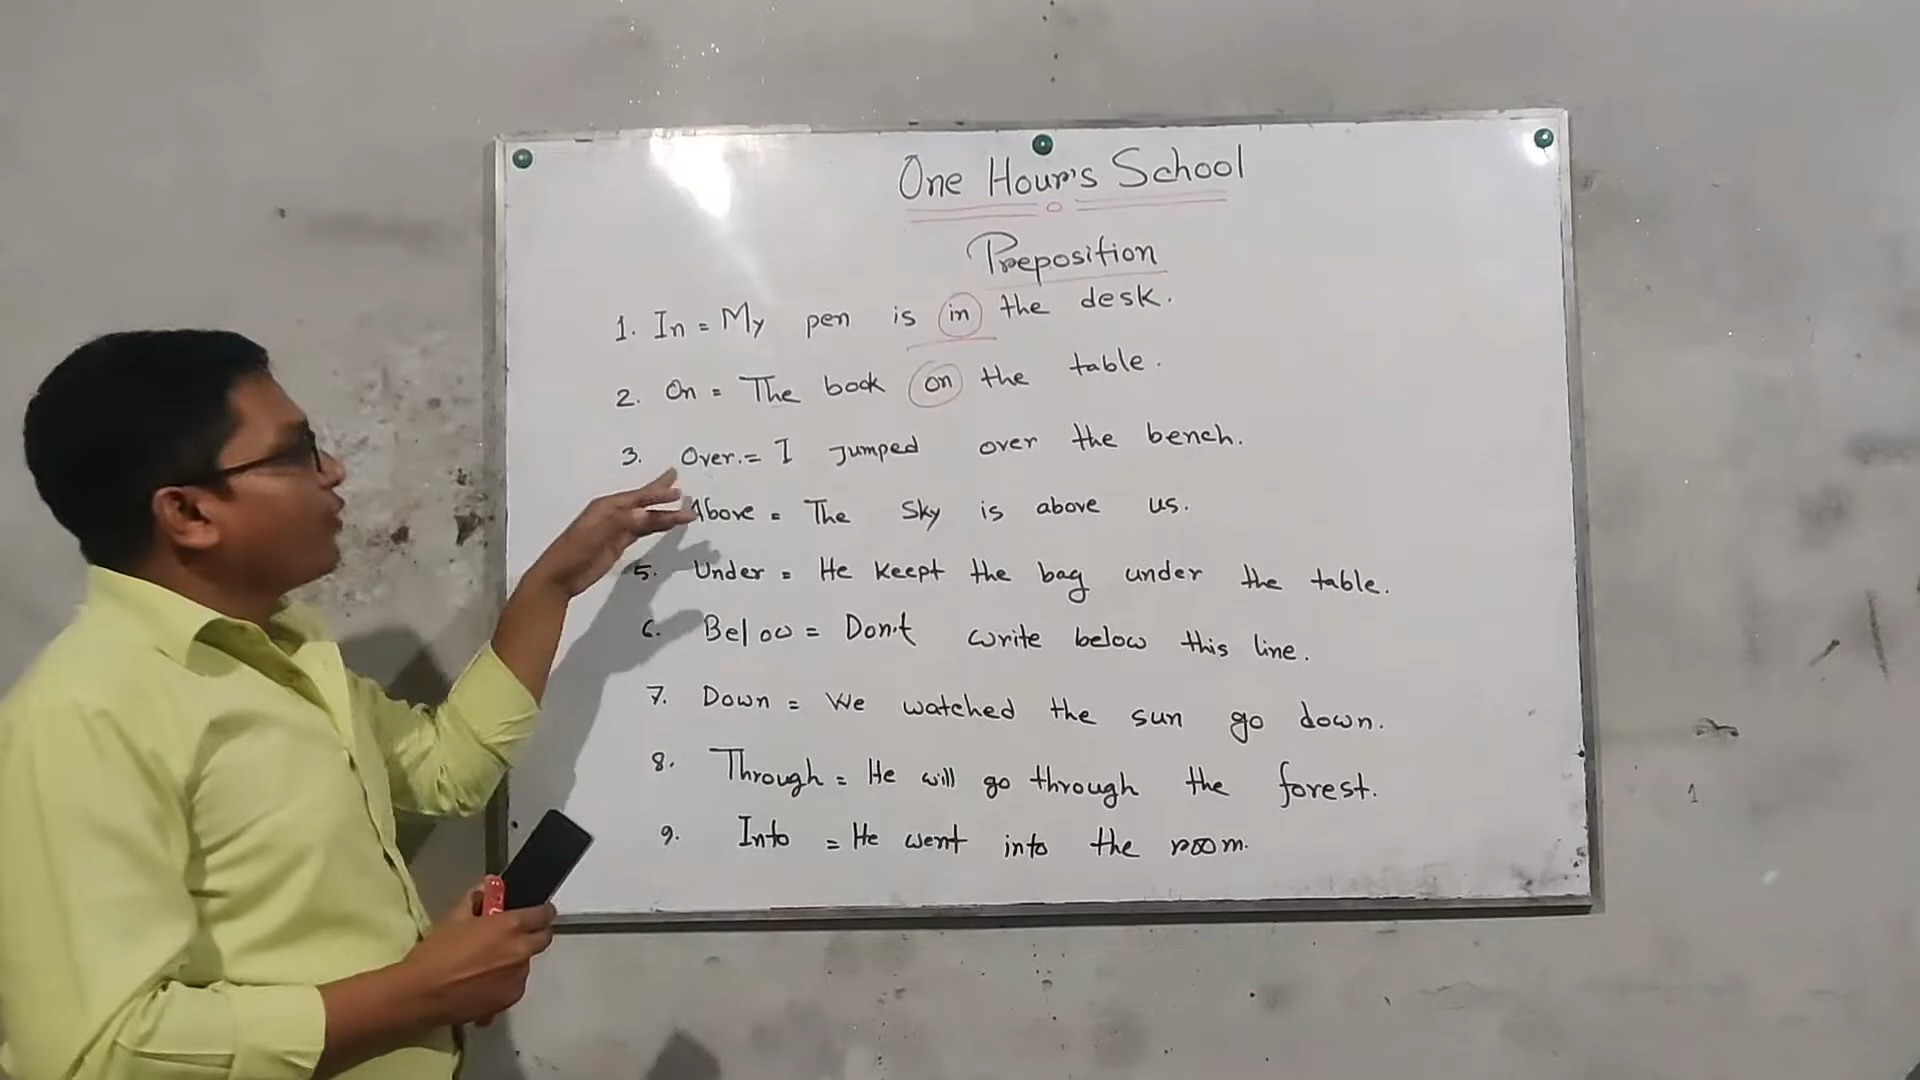 One Hour's School
Preposition
1. In = My pen is in the desk.
2. On = The book on the table.
3. Over. = I Jumped over the bench.
Above = The Sky is above us.
5. Under = He Keept the bag under the table.
6. Below = Don't write below this line.
7. Down = We watched the sun go down.
8. Through = He will go through the forest.
9. Into = He went into the room.
1